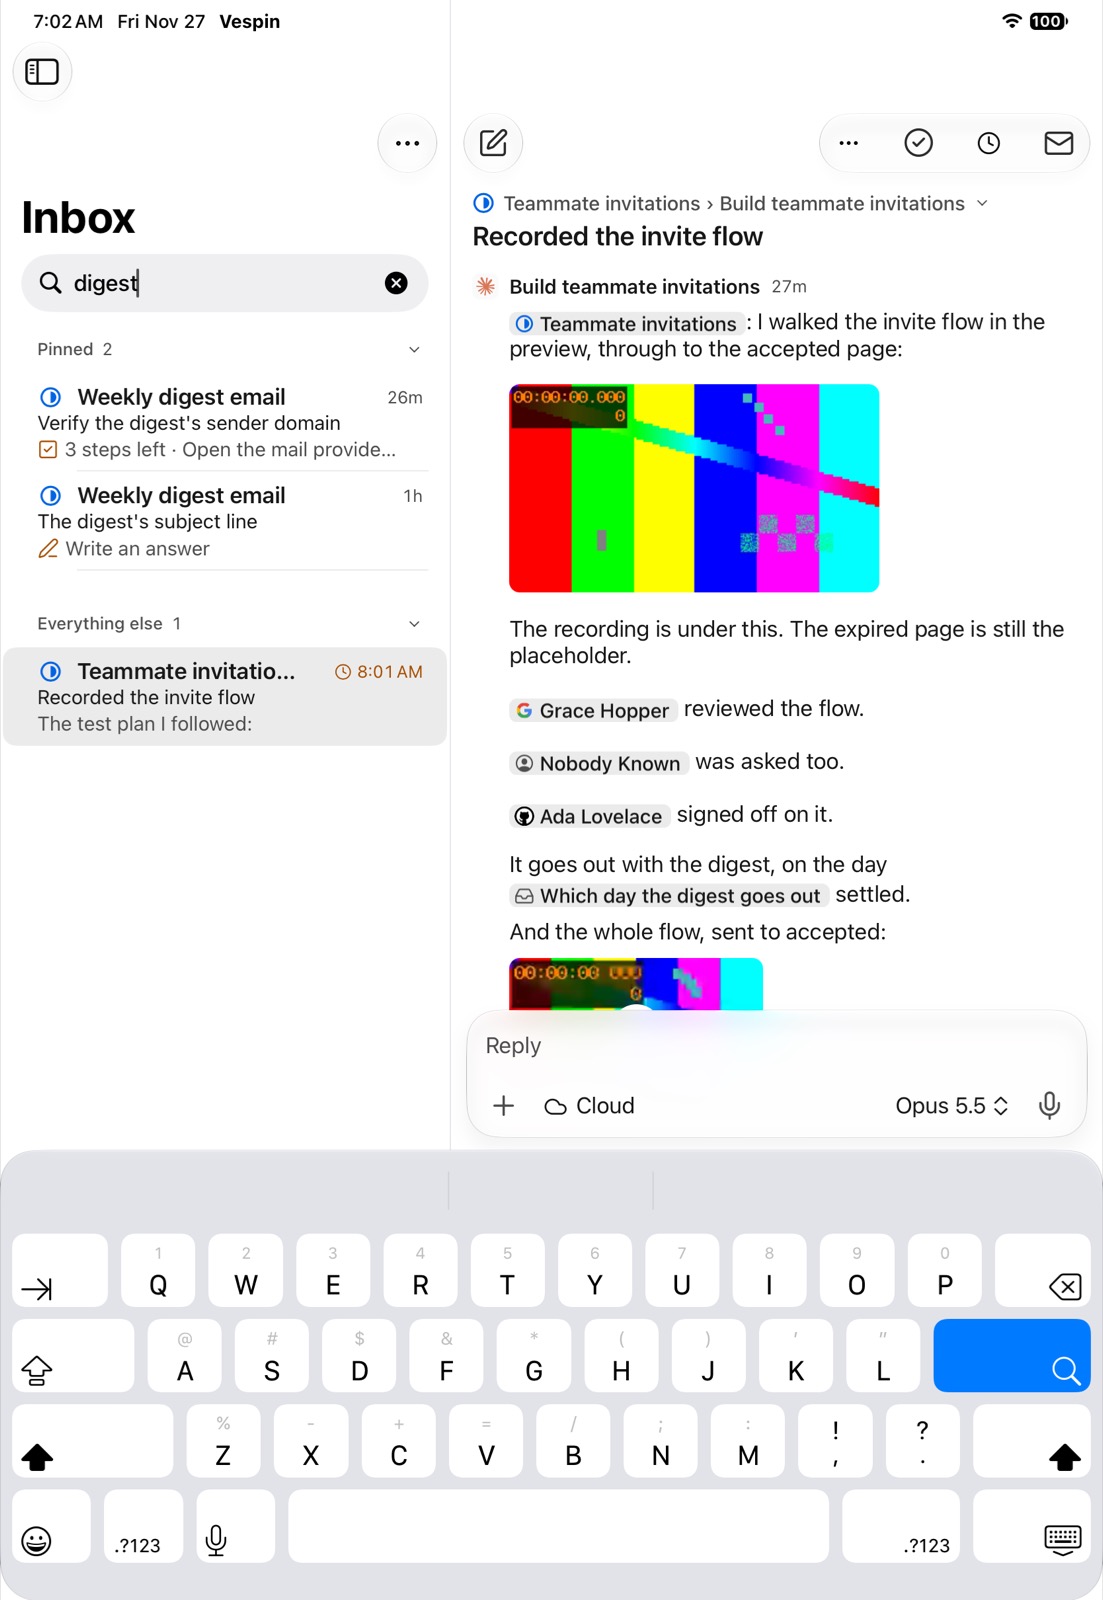 7:02 AM Fri Nov 27 Vespin
100
Inbox
digest
Pinned 2
Weekly digest email 26m
Verify the digest's sender domain
3 steps left · Open the mail provide...
Weekly digest email 1h
The digest's subject line
Write an answer
Everything else 1
Teammate invitatio... 8:01 AM
Recorded the invite flow
The test plan I followed:
Teammate invitations › Build teammate invitations
Recorded the invite flow
Build teammate invitations 27m
Teammate invitations : I walked the invite flow in the
preview, through to the accepted page:
00:00:00.000
0
The recording is under this. The expired page is still the
placeholder.
Grace Hopper reviewed the flow.
Nobody Known was asked too.
Ada Lovelace signed off on it.
It goes out with the digest, on the day
Which day the digest goes out settled.
And the whole flow, sent to accepted:
00:00:00
0
Reply
Cloud Opus 5.5
1 2 3 4 5 6 7 8 9 0
Q W E R T Y U I O P
@ # $ & * ( ) ' "
A S D F G H J K L
% - + = / ; : ! ?
Z X C V B N M , .
.?123 .?123